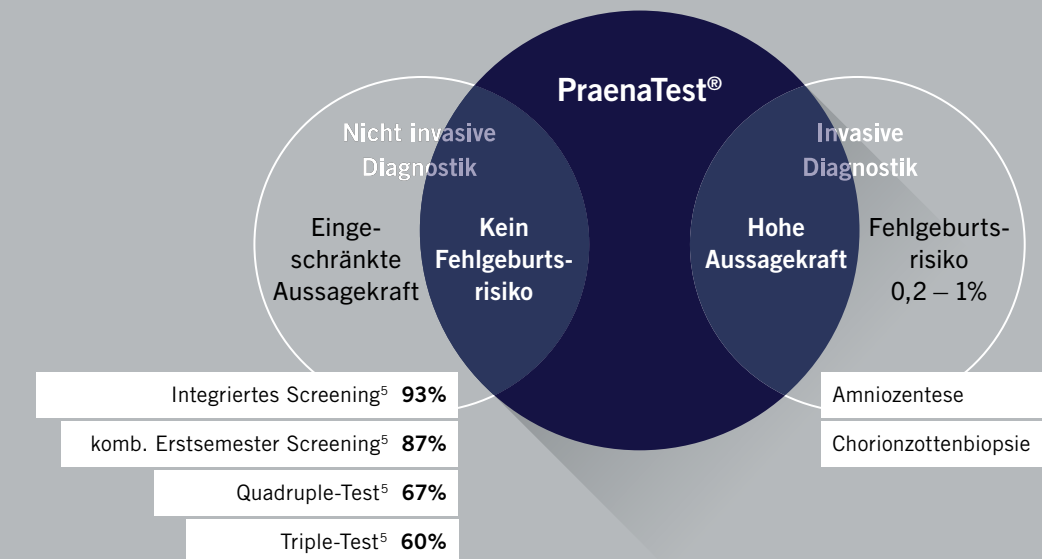 PraenaTest®
Nicht invasive
Diagnostik
Invasive
Diagnostik
Einge-
schränkte
Aussagekraft
Kein
Fehlgeburts-
risiko
Hohe
Aussagekraft
Fehlgeburts-
risiko
0,2 – 1%
Integriertes Screening⁵ 93%
komb. Erstsemester Screening⁵ 87%
Quadruple-Test⁵ 67%
Triple-Test⁵ 60%
Amniozentese
Chorionzottenbiopsie